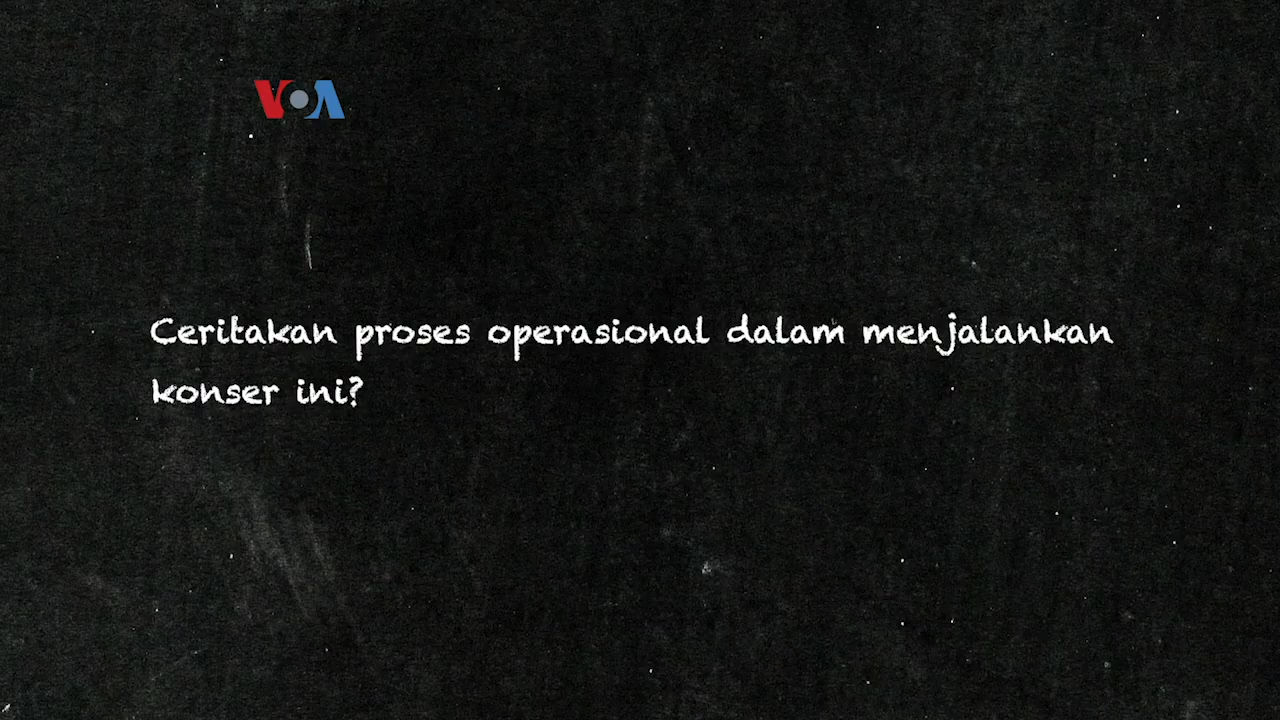 VOA
Ceritakan proses operasional dalam menjalankan
konser ini?